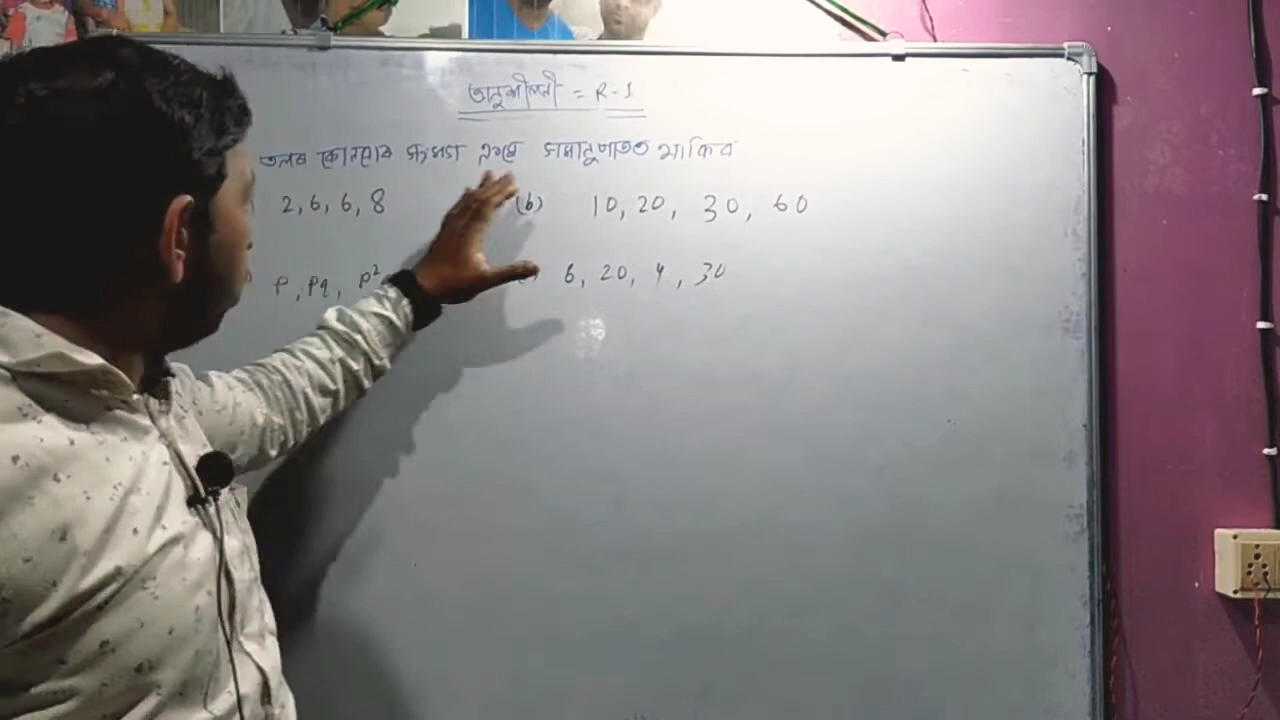 অনুশীলনী = R-1
তলৰ কোনবোৰ সংখ্যা সমানুপাতত থাকিব
2, 6, 6, 8 (b) 10, 20, 30, 60
p, pq, p² 6, 20, 4, 30